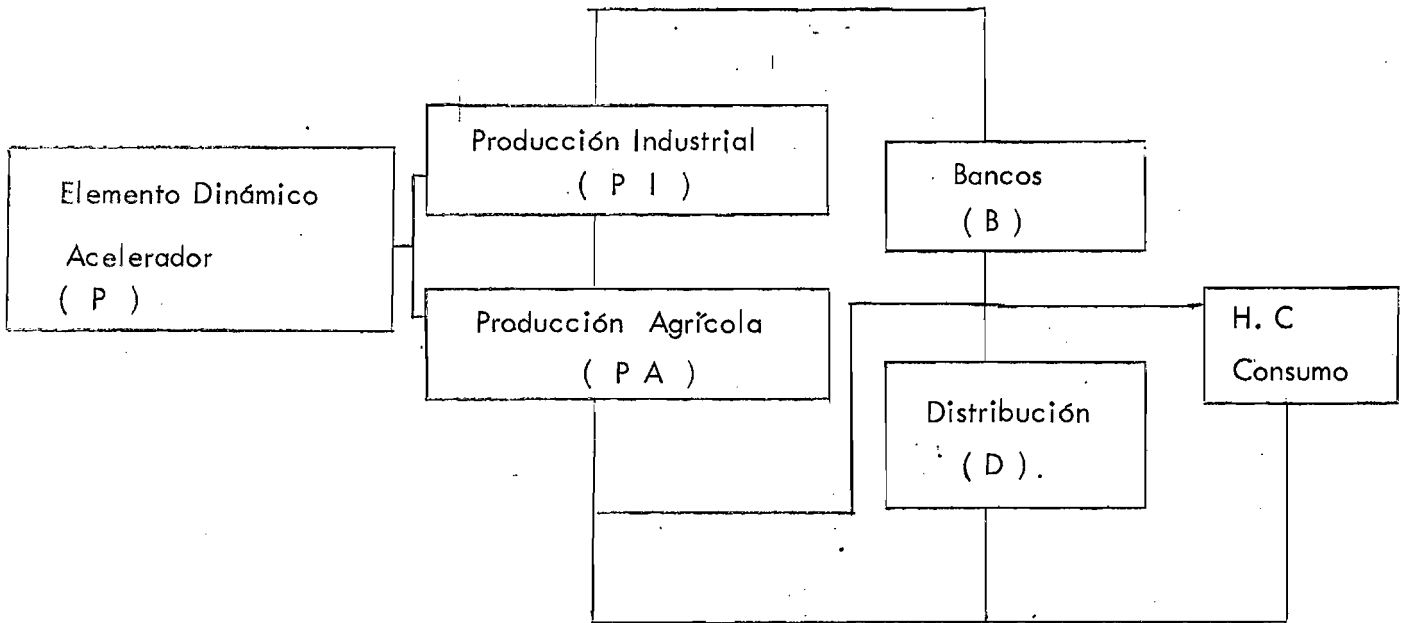 Elemento Dinámico
Acelerador
( P )
Producción Industrial
( P I )
Producción Agrícola
( P A )
Bancos
( B )
Distribución
( D ).
H. C
Consumo